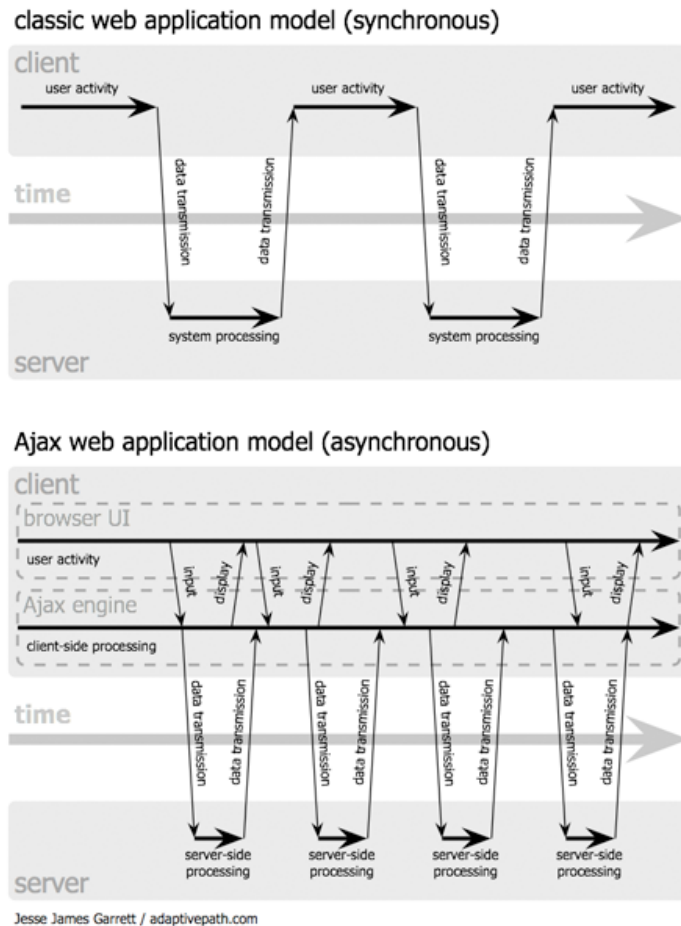 classic web application model (synchronous)
client
user activity
user activity
user activity
data transmission
data transmission
data transmission
data transmission
time
system processing
system processing
server
Ajax web application model (asynchronous)
client
browser UI
user activity
input
display
input
display
input
display
input
display
Ajax engine
client-side processing
data transmission
data transmission
data transmission
data transmission
data transmission
data transmission
data transmission
data transmission
time
server-side
processing
server-side
processing
server-side
processing
server-side
processing
server
Jesse James Garrett / adaptivepath.com